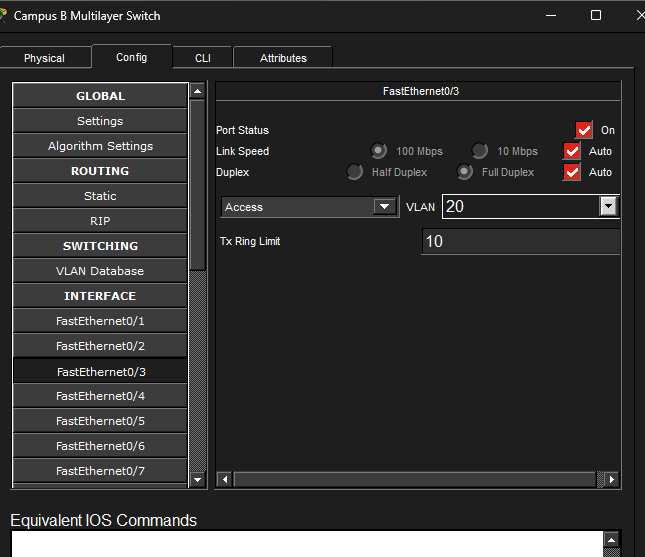 Campus B Multilayer Switch
Physical Config CLI Attributes
GLOBAL
Settings
Algorithm Settings
ROUTING
Static
RIP
SWITCHING
VLAN Database
INTERFACE
FastEthernet0/1
FastEthernet0/2
FastEthernet0/3
FastEthernet0/4
FastEthernet0/5
FastEthernet0/6
FastEthernet0/7
FastEthernet0/3
Port Status On
Link Speed 100 Mbps 10 Mbps Auto
Duplex Half Duplex Full Duplex Auto
Access VLAN 20
Tx Ring Limit 10
Equivalent IOS Commands